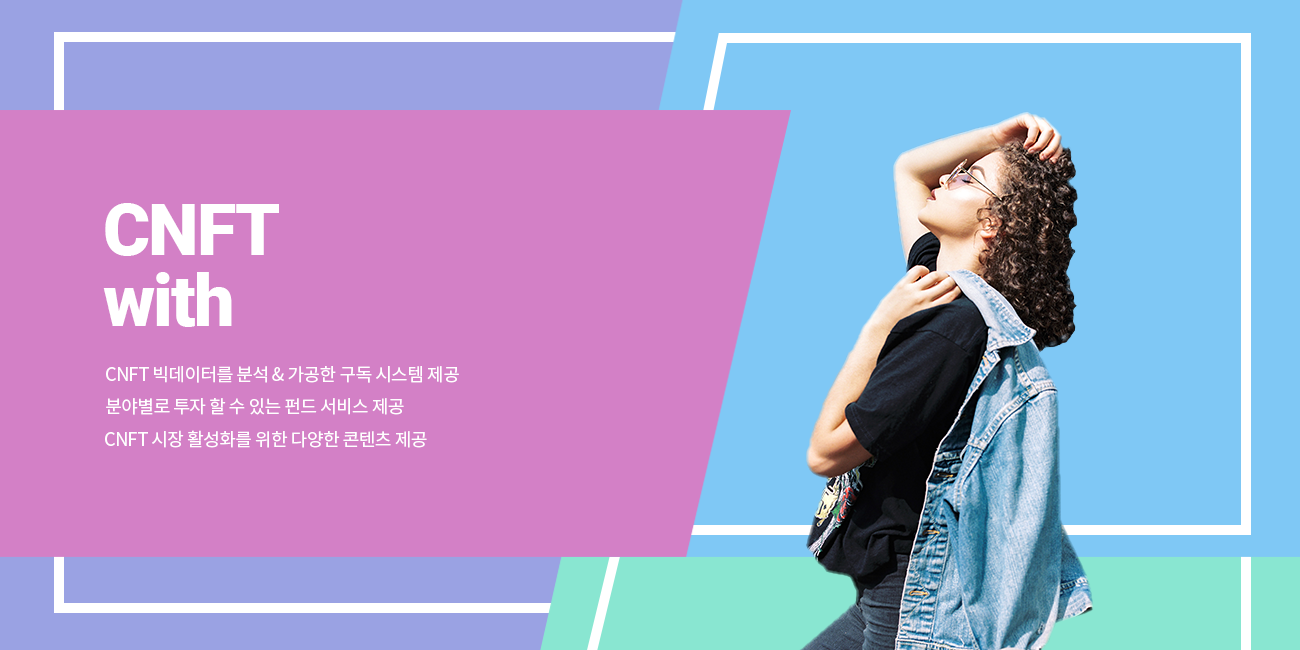 CNFT
with
CNFT 빅데이터를 분석 & 가공한 구독 시스템 제공
분야별로 투자 할 수 있는 펀드 서비스 제공
CNFT 시장 활성화를 위한 다양한 콘텐츠 제공